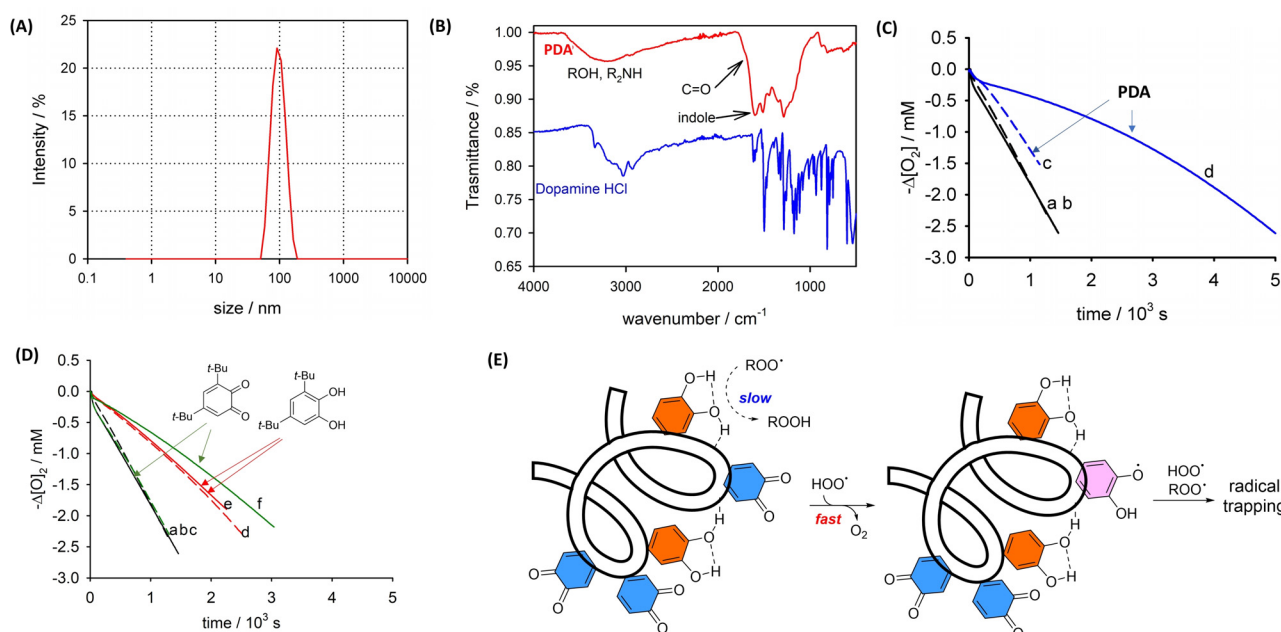 (A)
25
20
15
10
5
0
Intensity / %
0.1
1
10
100
1000
10000
size / nm
(B)
1.00
0.95
0.90
0.85
0.80
0.75
0.70
0.65
Trasmittance / %
PDA
ROH, R2NH
C=O
indole
Dopamine HCl
4000
3000
2000
1000
wavenumber / cm-1
(C)
0.5
0.0
-0.5
-1.0
-1.5
-2.0
-2.5
-3.0
-Δ[O2] / mM
PDA
c
d
a b
0
1
2
3
4
5
time / 10^3 s
(D)
0.5
0.0
-0.5
-1.0
-1.5
-2.0
-2.5
-3.0
-Δ[O]2 / mM
t-Bu
O
O
t-Bu
t-Bu
OH
OH
t-Bu
e
f
abc
d
0
1
2
3
4
5
time / 10^3 s
(E)
O
H
O
H
ROO•
slow
ROOH
O
O
H
O
O
H
H
O
O
O
O
HOO•
fast
O2
O
H
O
H
O•
OH
H
O
O
H
O
O
O
O
HOO•
ROO•
radical
trapping